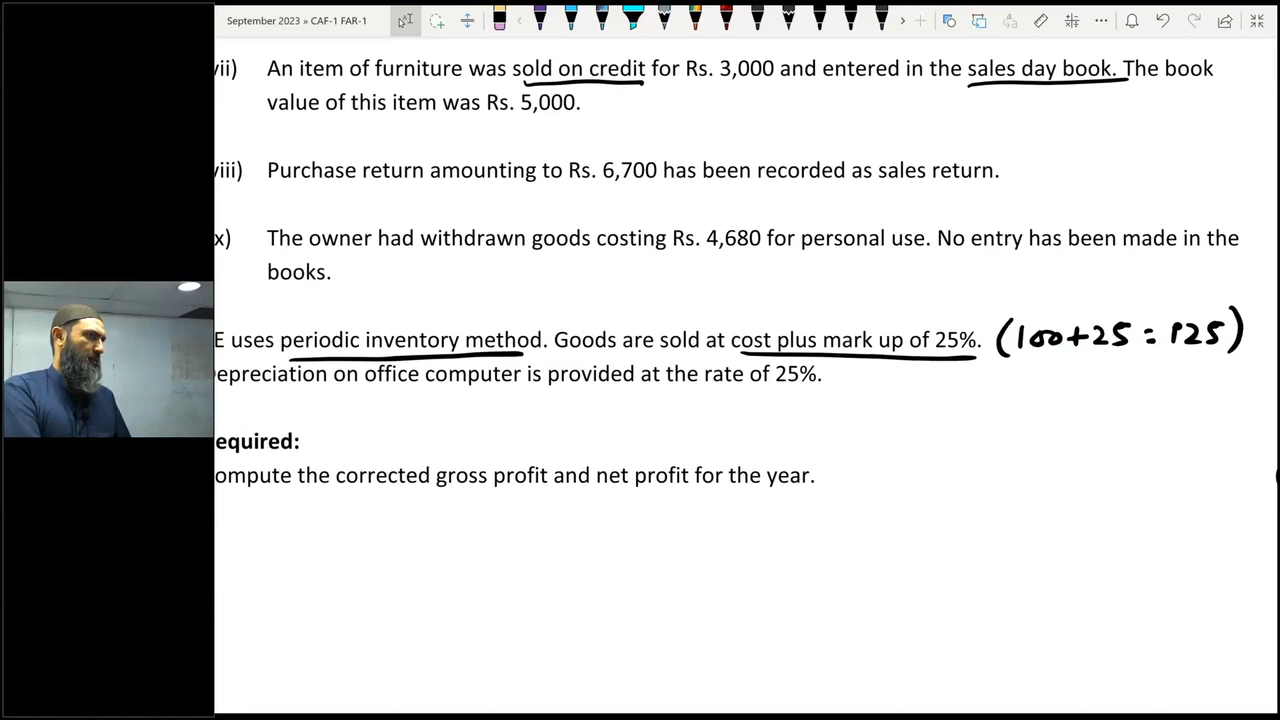 September 2023 » CAF-1 FAR-1
vii) An item of furniture was sold on credit for Rs. 3,000 and entered in the sales day book. The book
value of this item was Rs. 5,000.
viii) Purchase return amounting to Rs. 6,700 has been recorded as sales return.
x) The owner had withdrawn goods costing Rs. 4,680 for personal use. No entry has been made in the
books.
E uses periodic inventory method. Goods are sold at cost plus mark up of 25%. (100+25 = 125)
epreciation on office computer is provided at the rate of 25%.
equired:
ompute the corrected gross profit and net profit for the year.